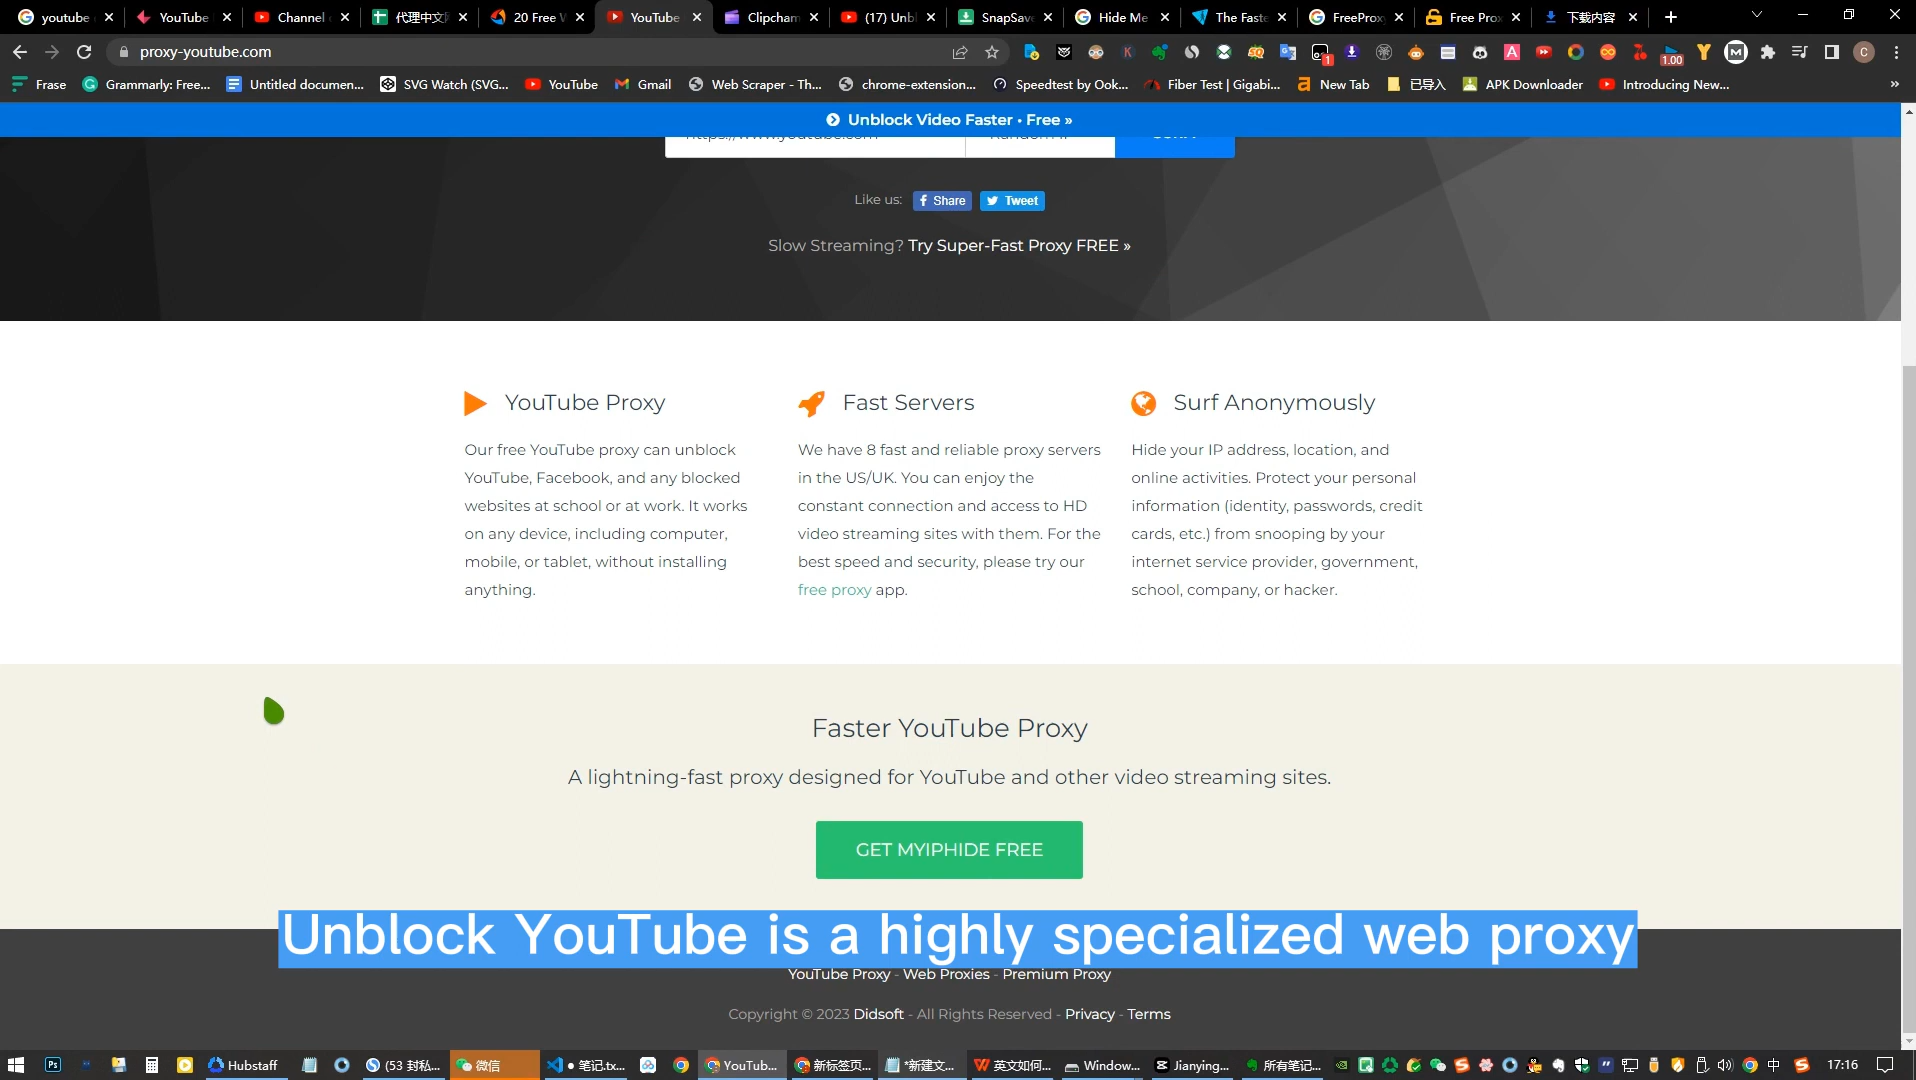 youtube
YouTube
Channel
代理中文
20 Free W
YouTube
Clipcham
(17) Unbl
SnapSav
Hide Me
The Faste
FreeProx
Free Prox
下载内容
proxy-youtube.com
1
1.00
M
C
Frase
Grammarly: Free...
Untitled documen...
SVG Watch (SVG...
YouTube
Gmail
Web Scraper - Th...
chrome-extension...
Speedtest by Ook...
Fiber Test | Gigabi...
New Tab
已导入
APK Downloader
Introducing New...
»
Unblock Video Faster • Free »
https://www.youtube.com
Random IP
Like us:
Share
Tweet
Slow Streaming? Try Super-Fast Proxy FREE »
YouTube Proxy
Our free YouTube proxy can unblock
YouTube, Facebook, and any blocked
websites at school or at work. It works
on any device, including computer,
mobile, or tablet, without installing
anything.
Fast Servers
We have 8 fast and reliable proxy servers
in the US/UK. You can enjoy the
constant connection and access to HD
video streaming sites with them. For the
best speed and security, please try our
free proxy app.
Surf Anonymously
Hide your IP address, location, and
online activities. Protect your personal
information (identity, passwords, credit
cards, etc.) from snooping by your
internet service provider, government,
school, company, or hacker.
Faster YouTube Proxy
A lightning-fast proxy designed for YouTube and other video streaming sites.
GET MYIPHIDE FREE
Unblock YouTube is a highly specialized web proxy
YouTube Proxy - Web Proxies - Premium Proxy
Copyright © 2023 Didsoft - All Rights Reserved - Privacy - Terms
Ps
Hubstaff
(53 封私...
微信
● 笔记.tx...
YouTub...
新标签页...
*新建文...
英文如何...
Window...
Jianying...
所有笔记...
中
17:16